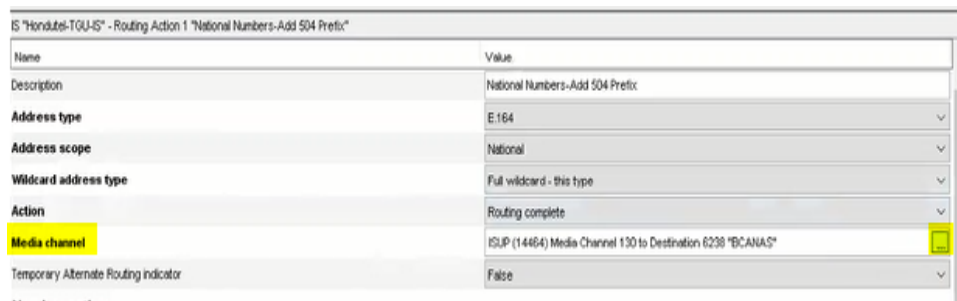 IS "Hondutel-TGU-IS" - Routing Action 1 "National Numbers-Add 504 Prefix"
Name Value
Description National Numbers-Add 504 Prefix
Address type E.164
Address scope National
Wildcard address type Full wildcard - this type
Action Routing complete
Media channel ISUP (14464) Media Channel 130 to Destination 6238 "BCANAS" ...
Temporary Alternate Routing indicator False